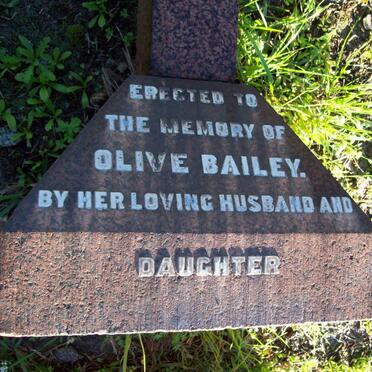 ERECTED TO
THE MEMORY OF
OLIVE BAILEY.
BY HER LOVING HUSBAND AND
DAUGHTER